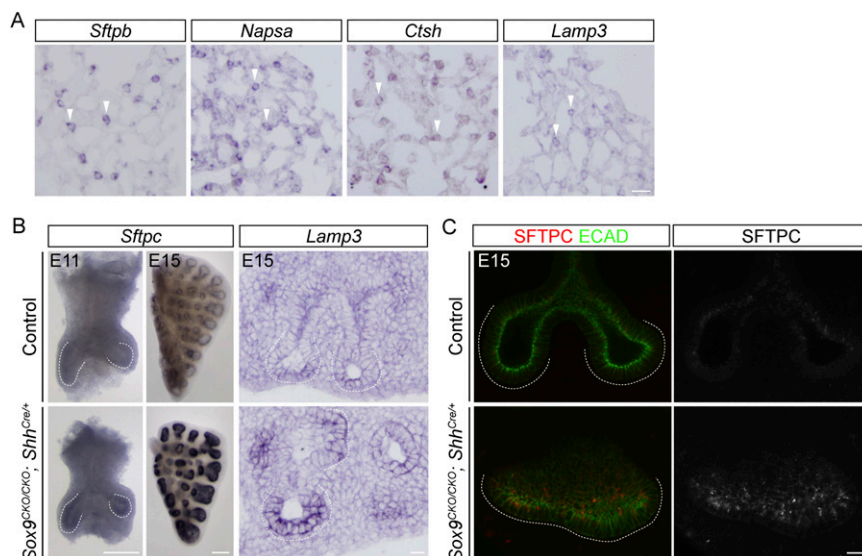 A
Sftpb Napsa Ctsh Lamp3
B
Sftpc Lamp3
E11 E15 E15
Control
Sox9CKO/CKO; ShhCre/+
C
SFTPC ECAD SFTPC
E15
Control
Sox9CKO/CKO; ShhCre/+